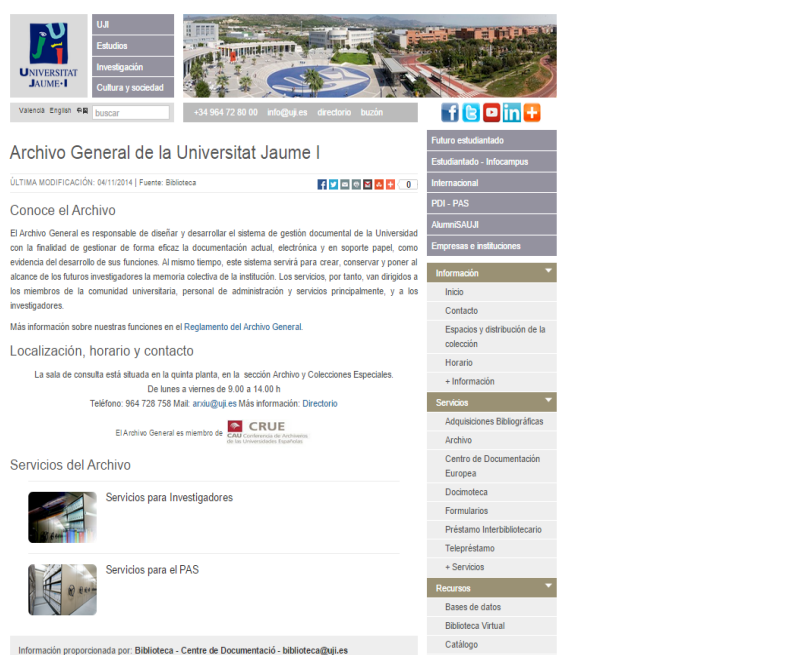 UJI
Estudios
Investigación
Cultura y sociedad
UNIVERSITAT
JAUME•I
Valencià English 中国
buscar
+34 964 72 80 00 info@uji.es directorio buzón
Archivo General de la Universitat Jaume I
ÚLTIMA MODIFICACIÓN: 04/11/2014 | Fuente: Biblioteca
0
Conoce el Archivo
El Archivo General es responsable de diseñar y desarrollar el sistema de gestión documental de la Universidad
con la finalidad de gestionar de forma eficaz la documentación actual, electrónica y en soporte papel, como
evidencia del desarrollo de sus funciones. Al mismo tiempo, este sistema servirá para crear, conservar y poner al
alcance de los futuros investigadores la memoria colectiva de la institución. Los servicios, por tanto, van dirigidos a
los miembros de la comunidad universitaria, personal de administración y servicios principalmente, y a los
investigadores.
Más información sobre nuestras funciones en el Reglamento del Archivo General.
Localización, horario y contacto
La sala de consulta está situada en la quinta planta, en la sección Archivo y Colecciones Especiales.
De lunes a viernes de 9.00 a 14.00 h
Teléfono: 964 728 758 Mail: arxiu@uji.es Más información: Directorio
El Archivo General es miembro de
CRUE
CAU Conferencia de Archiveros
de las Universidades Españolas
Servicios del Archivo
Servicios para Investigadores
Servicios para el PAS
Información proporcionada por: Biblioteca - Centre de Documentació - biblioteca@uji.es
Futuro estudiantado
Estudiantado - Infocampus
Internacional
PDI - PAS
AlumniSAUJI
Empresas e instituciones
Información
Inicio
Contacto
Espacios y distribución de la
colección
Horario
+ Información
Servicios
Adquisiciones Bibliográficas
Archivo
Centro de Documentación
Europea
Docimoteca
Formularios
Préstamo Interbibliotecario
Telepréstamo
+ Servicios
Recursos
Bases de datos
Biblioteca Virtual
Catálogo